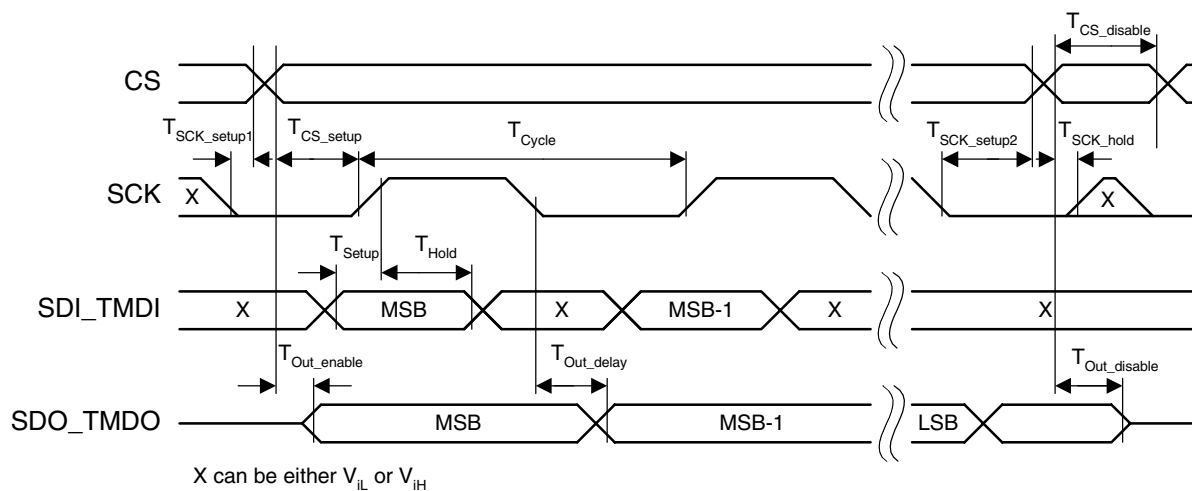 T_CS_disable
CS
T_SCK_setup1 T_CS_setup T_Cycle T_SCK_setup2 T_SCK_hold
SCK X X
T_Setup T_Hold
SDI_TMDI X MSB X MSB-1 X X
T_Out_enable T_Out_delay T_Out_disable
SDO_TMDO MSB MSB-1 LSB
X can be either V_iL or V_iH